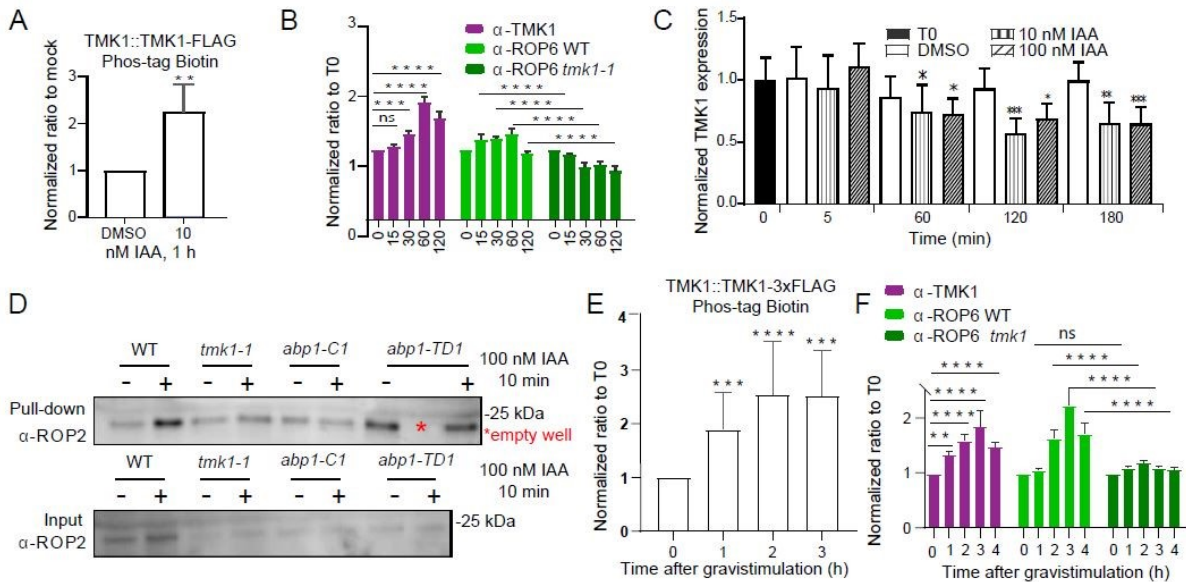 A
TMK1::TMK1-FLAG
Phos-tag Biotin
Normalized ratio to mock
3
2
1
0
**
DMSO
10
nM IAA, 1 h
B
α-TMK1
α-ROP6 WT
α-ROP6 tmk1-1
Normalized ratio to T0
3
2
1
0
****
****
***
ns
****
****
****
****
0 15 30 60 120
0 15 30 60 120
0 15 30 60 120
C
T0
DMSO
10 nM IAA
100 nM IAA
Normalized TMK1 expression
1.5
1.0
0.5
0.0
* * *** * ** ***
0 5 60 120 180
Time (min)
D
WT tmk1-1 abp1-C1 abp1-TD1
100 nM IAA
10 min
- + - + - + - +
Pull-down
α-ROP2
*
-25 kDa
*empty well
WT tmk1-1 abp1-C1 abp1-TD1
100 nM IAA
10 min
- + - + - + - +
Input
α-ROP2
-25 kDa
E
TMK1::TMK1-3xFLAG
Phos-tag Biotin
Normalized ratio to T0
4
3
2
1
0
*** **** ***
0 1 2 3
Time after gravistimulation (h)
F
α-TMK1
α-ROP6 WT
α-ROP6 tmk1
Normalized ratio to T0
4
2
1
0
****
****
****
**
ns
****
****
****
0 1 2 3 4
0 1 2 3 4
0 1 2 3 4
Time after gravistimulation (h)